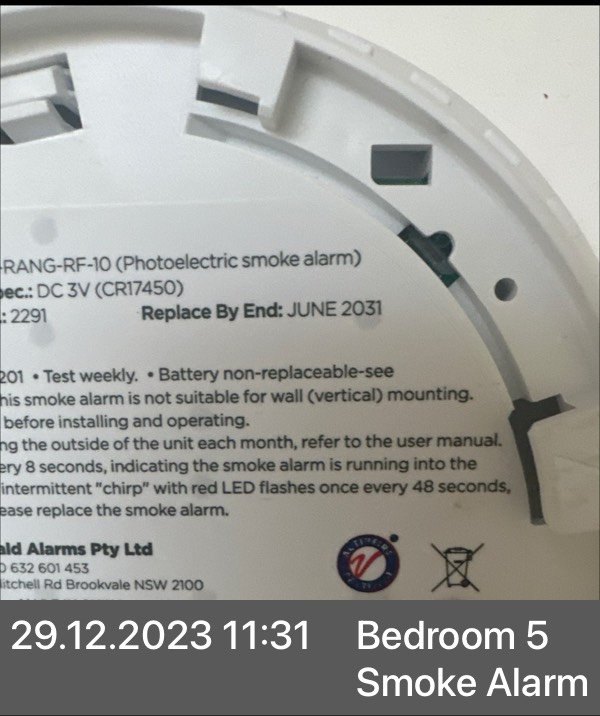 -RANG-RF-10 (Photoelectric smoke alarm)
ec.: DC 3V (CR17450)
.: 2291 Replace By End: JUNE 2031
201 • Test weekly. • Battery non-replaceable-see
his smoke alarm is not suitable for wall (vertical) mounting.
before installing and operating.
ng the outside of the unit each month, refer to the user manual.
ery 8 seconds, indicating the smoke alarm is running into the
intermittent "chirp" with red LED flashes once every 48 seconds,
ease replace the smoke alarm.
ald Alarms Pty Ltd
632 601 453
itchell Rd Brookvale NSW 2100
29.12.2023 11:31 Bedroom 5
Smoke Alarm